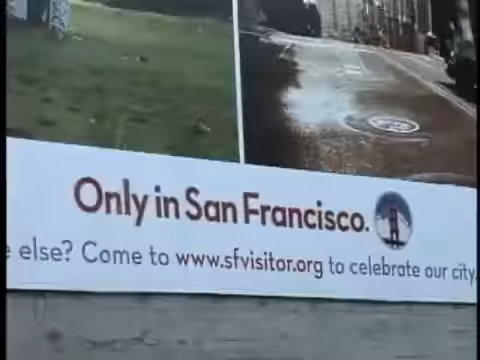 Only in San Francisco.
e else? Come to www.sfvisitor.org to celebrate our city